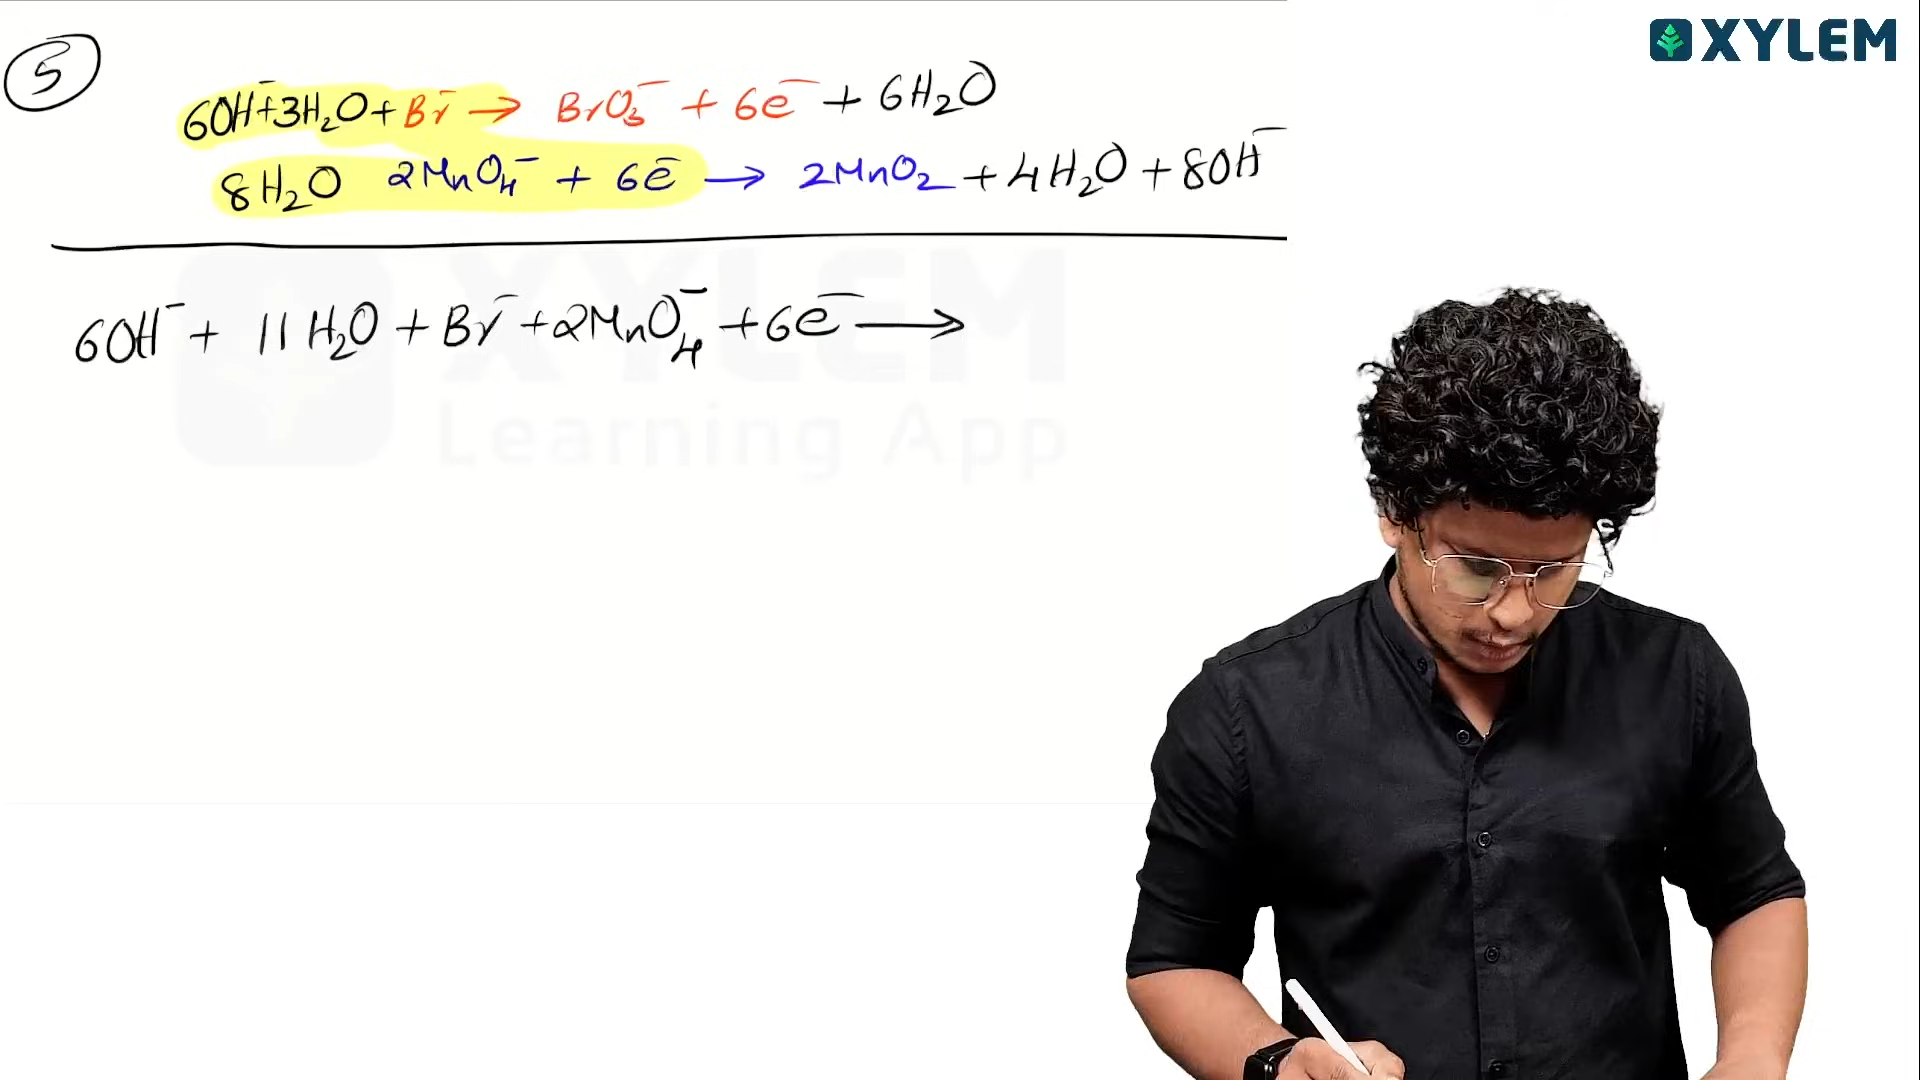 XYLEM
5
6OH⁻+3H₂O+Br⁻ → BrO₃⁻ + 6e⁻ + 6H₂O
8H₂O 2MnO₄⁻ + 6e⁻ → 2MnO₂ + 4H₂O + 8OH⁻
6OH⁻ + 11H₂O + Br⁻ + 2MnO₄⁻ + 6e⁻ →
XYLEM
Learning App